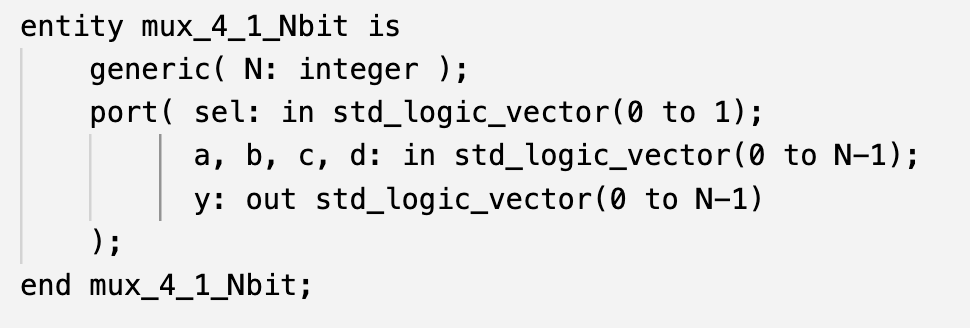 entity mux_4_1_Nbit is
    generic( N: integer );
    port( sel: in std_logic_vector(0 to 1);
          a, b, c, d: in std_logic_vector(0 to N-1);
          y: out std_logic_vector(0 to N-1)
    );
end mux_4_1_Nbit;